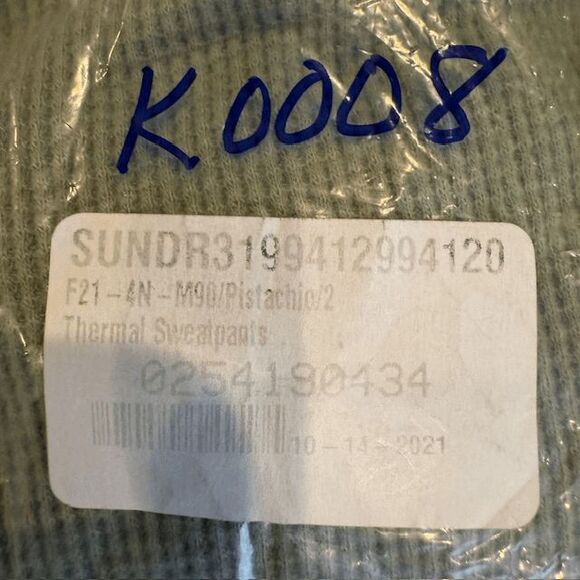 K0008
SUNDR3199412994120
F21-4N-M90/Pistachio/2
Thermal Sweatpants
0254190434
10-14-2021